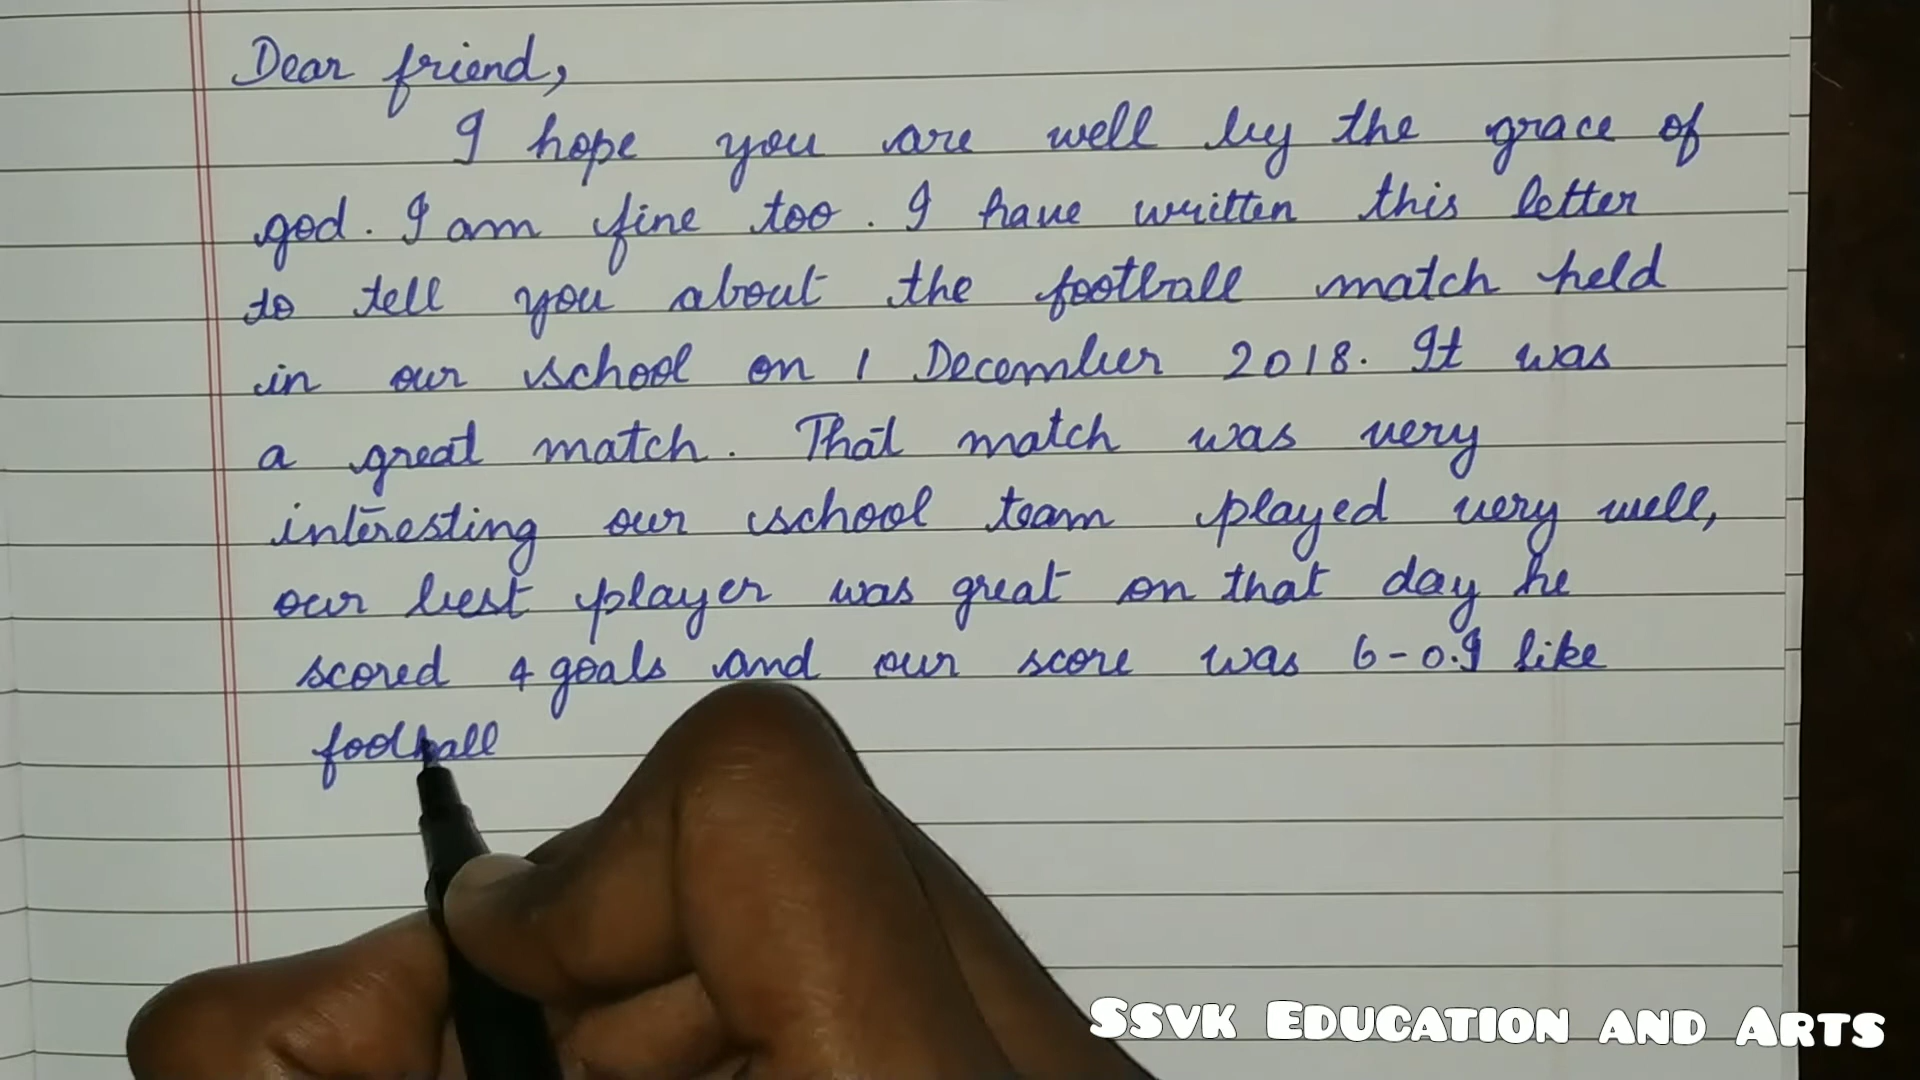 Dear friend,
I hope you are well by the grace of
god. I am fine too. I have written this letter
to tell you about the football match held
in our school on 1 December 2018. It was
a great match. That match was very
interesting our school team played very well,
our best player was great on that day he
scored 4 goals and our score was 6-0. I like
football
SSVK EDUCATION AND ARTS